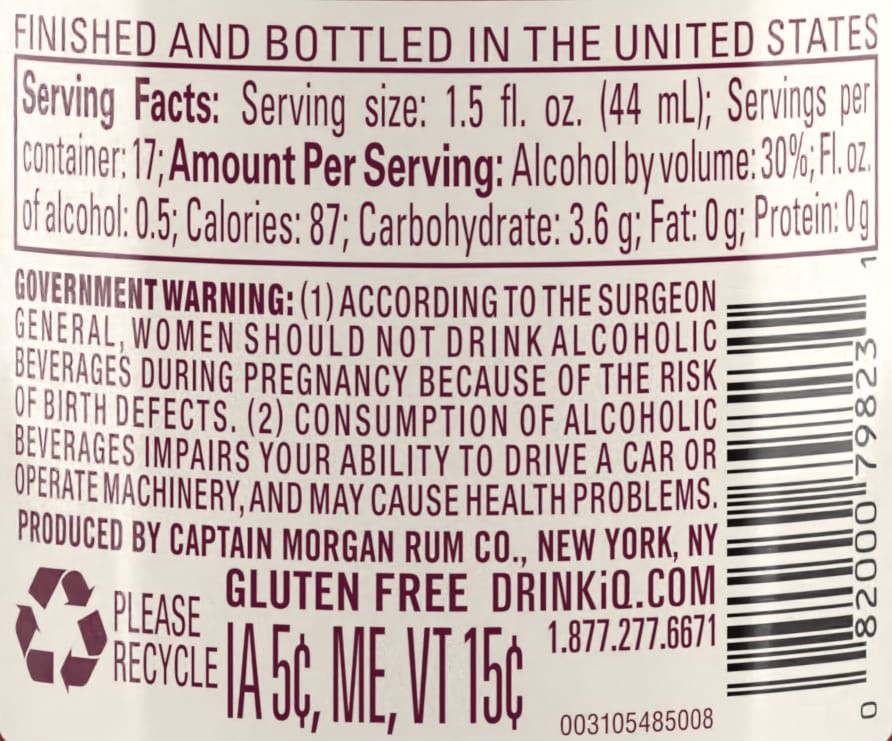 FINISHED AND BOTTLED IN THE UNITED STATES
Serving Facts: Serving size: 1.5 fl. oz. (44 mL); Servings per
container: 17; Amount Per Serving: Alcohol by volume: 30%; Fl. oz.
of alcohol: 0.5; Calories: 87; Carbohydrate: 3.6 g; Fat: 0 g; Protein: 0 g
GOVERNMENT WARNING: (1) ACCORDING TO THE SURGEON
GENERAL, WOMEN SHOULD NOT DRINK ALCOHOLIC
BEVERAGES DURING PREGNANCY BECAUSE OF THE RISK
OF BIRTH DEFECTS. (2) CONSUMPTION OF ALCOHOLIC
BEVERAGES IMPAIRS YOUR ABILITY TO DRIVE A CAR OR
OPERATE MACHINERY, AND MAY CAUSE HEALTH PROBLEMS.
PRODUCED BY CAPTAIN MORGAN RUM CO., NEW YORK, NY
GLUTEN FREE DRINKiQ.COM
PLEASE
RECYCLE
IA 5¢, ME, VT 15¢
1.877.277.6671
003105485008
0 82000 79823 1